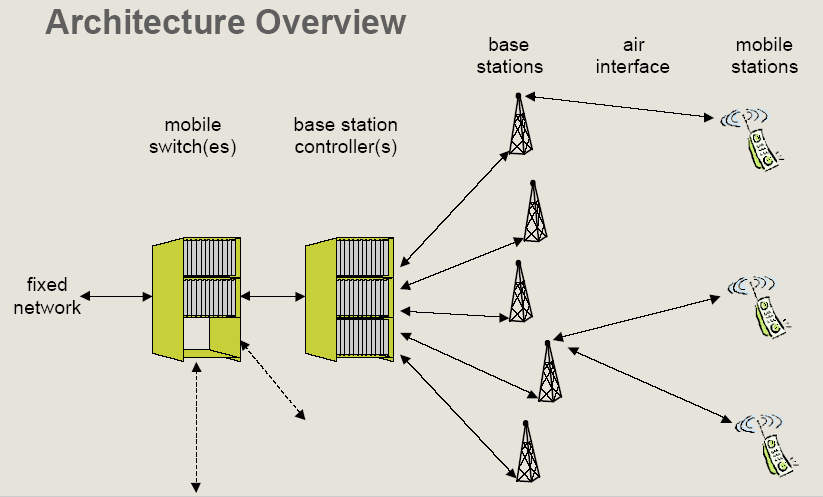 Architecture Overview
base
stations
air
interface
mobile
stations
mobile
switch(es)
base station
controller(s)
fixed
network